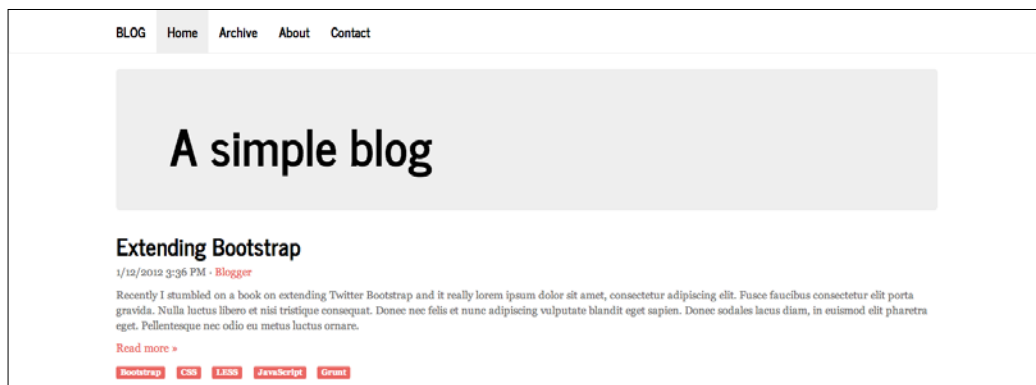 BLOG Home Archive About Contact
A simple blog
Extending Bootstrap
1/12/2012 3:36 PM · Blogger
Recently I stumbled on a book on extending Twitter Bootstrap and it really lorem ipsum dolor sit amet, consectetur adipiscing elit. Fusce faucibus consectetur elit porta
gravida. Nulla luctus libero et nisi tristique consequat. Donec nec felis et nunc adipiscing vulputate blandit eget sapien. Donec sodales lacus diam, in euismod elit pharetra
eget. Pellentesque nec odio eu metus luctus ornare.
Read more »
Bootstrap CSS LESS JavaScript Grunt